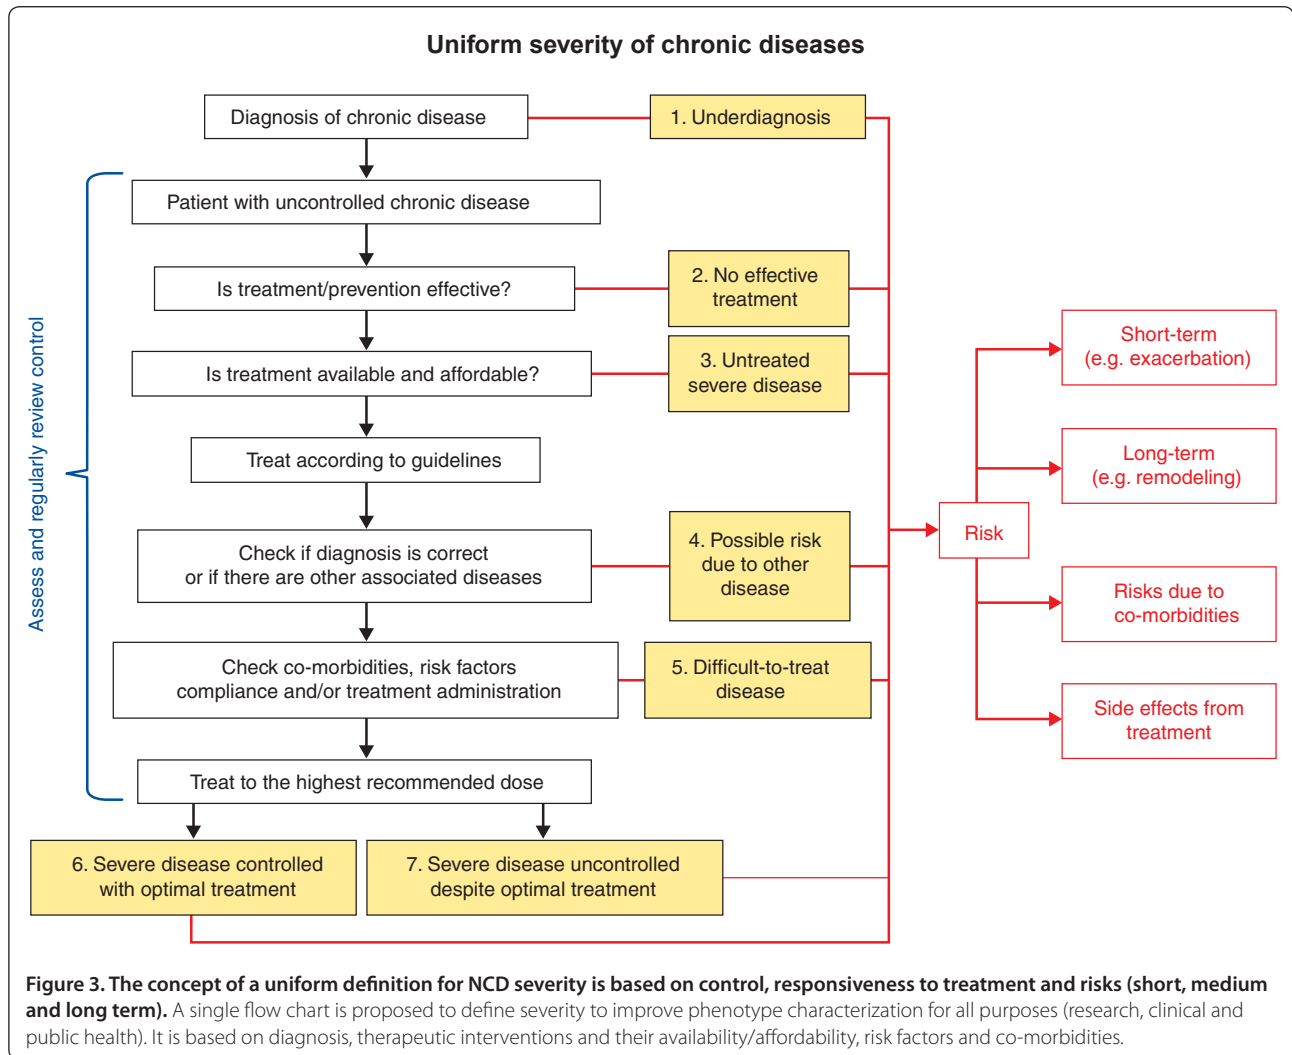 Uniform severity of chronic diseases
Diagnosis of chronic disease
1. Underdiagnosis
Patient with uncontrolled chronic disease
Is treatment/prevention effective?
2. No effective
treatment
Is treatment available and affordable?
3. Untreated
severe disease
Treat according to guidelines
Check if diagnosis is correct
or if there are other associated diseases
4. Possible risk
due to other
disease
Check co-morbidities, risk factors
compliance and/or treatment administration
5. Difficult-to-treat
disease
Treat to the highest recommended dose
6. Severe disease controlled
with optimal treatment
7. Severe disease uncontrolled
despite optimal treatment
Assess and regularly review control
Risk
Short-term
(e.g. exacerbation)
Long-term
(e.g. remodeling)
Risks due to
co-morbidities
Side effects from
treatment
Figure 3. The concept of a uniform definition for NCD severity is based on control, responsiveness to treatment and risks (short, medium
and long term). A single flow chart is proposed to define severity to improve phenotype characterization for all purposes (research, clinical and
public health). It is based on diagnosis, therapeutic interventions and their availability/affordability, risk factors and co-morbidities.